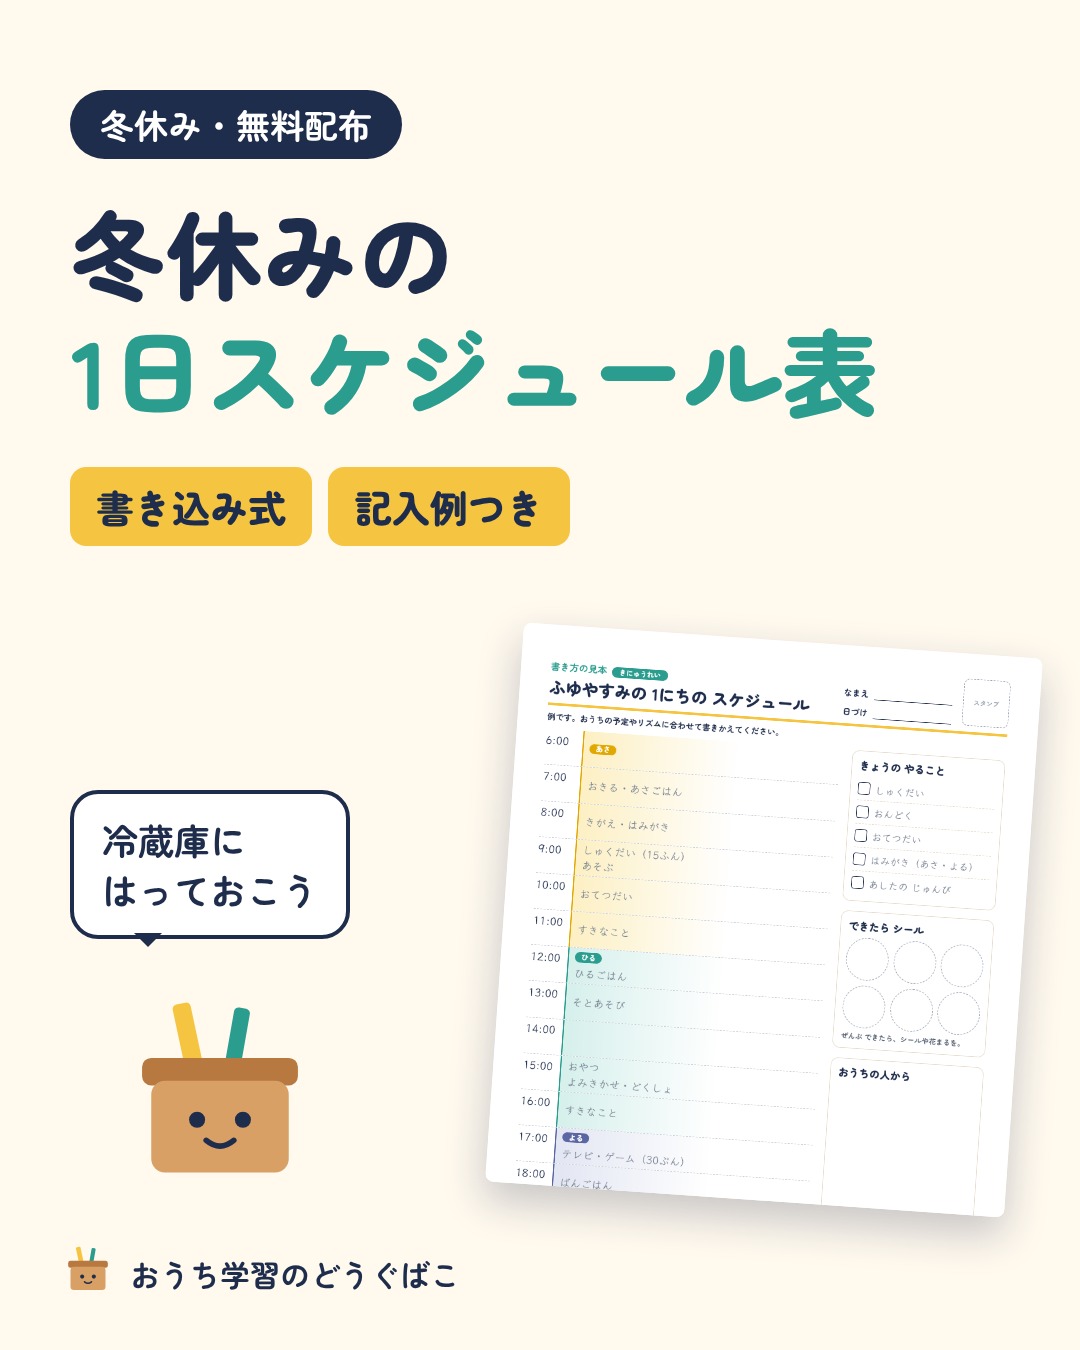 冬休み・無料配布
冬休みの
1日スケジュール表
書き込み式
記入例つき
冷蔵庫に
はっておこう
書き方の見本 きにゅうれい
ふゆやすみの 1にちの スケジュール
なまえ
日づけ
スタンプ
例です。おうちの予定やリズムに合わせて書きかえてください。
6:00
あさ
7:00
おきる・あさごはん
8:00
きがえ・はみがき
9:00
しゅくだい（15ふん）
あそぶ
10:00
おてつだい
11:00
すきなこと
12:00
ひる
ひるごはん
13:00
そとあそび
14:00
15:00
おやつ
よみきかせ・どくしょ
16:00
すきなこと
17:00
よる
テレビ・ゲーム（30ぷん）
18:00
ばんごはん
きょうの やること
しゅくだい
おんどく
おてつだい
はみがき（あさ・よる）
あしたの じゅんび
できたら シール
ぜんぶ できたら、シールや花まるを。
おうちの人から
おうち学習のどうぐばこ